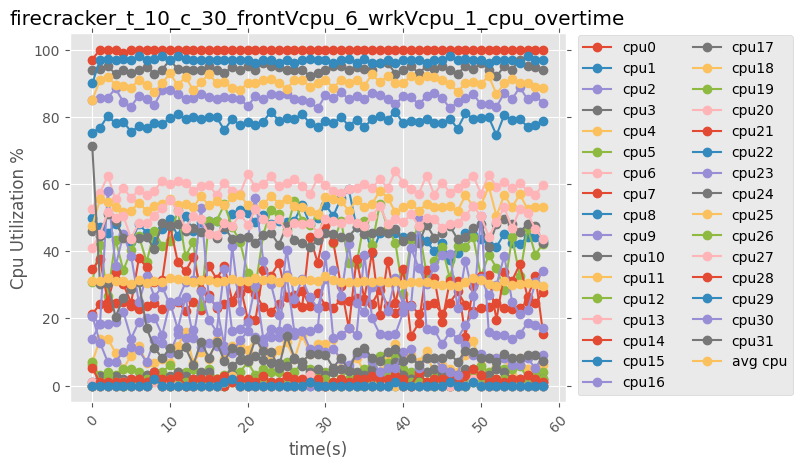 firecracker_t_10_c_30_frontVcpu_6_wrkVcpu_1_cpu_overtime
100
80
60
40
20
0
Cpu Utilization %
0
10
20
30
40
50
60
time(s)
cpu0
cpu1
cpu2
cpu3
cpu4
cpu5
cpu6
cpu7
cpu8
cpu9
cpu10
cpu11
cpu12
cpu13
cpu14
cpu15
cpu16
cpu17
cpu18
cpu19
cpu20
cpu21
cpu22
cpu23
cpu24
cpu25
cpu26
cpu27
cpu28
cpu29
cpu30
cpu31
avg cpu